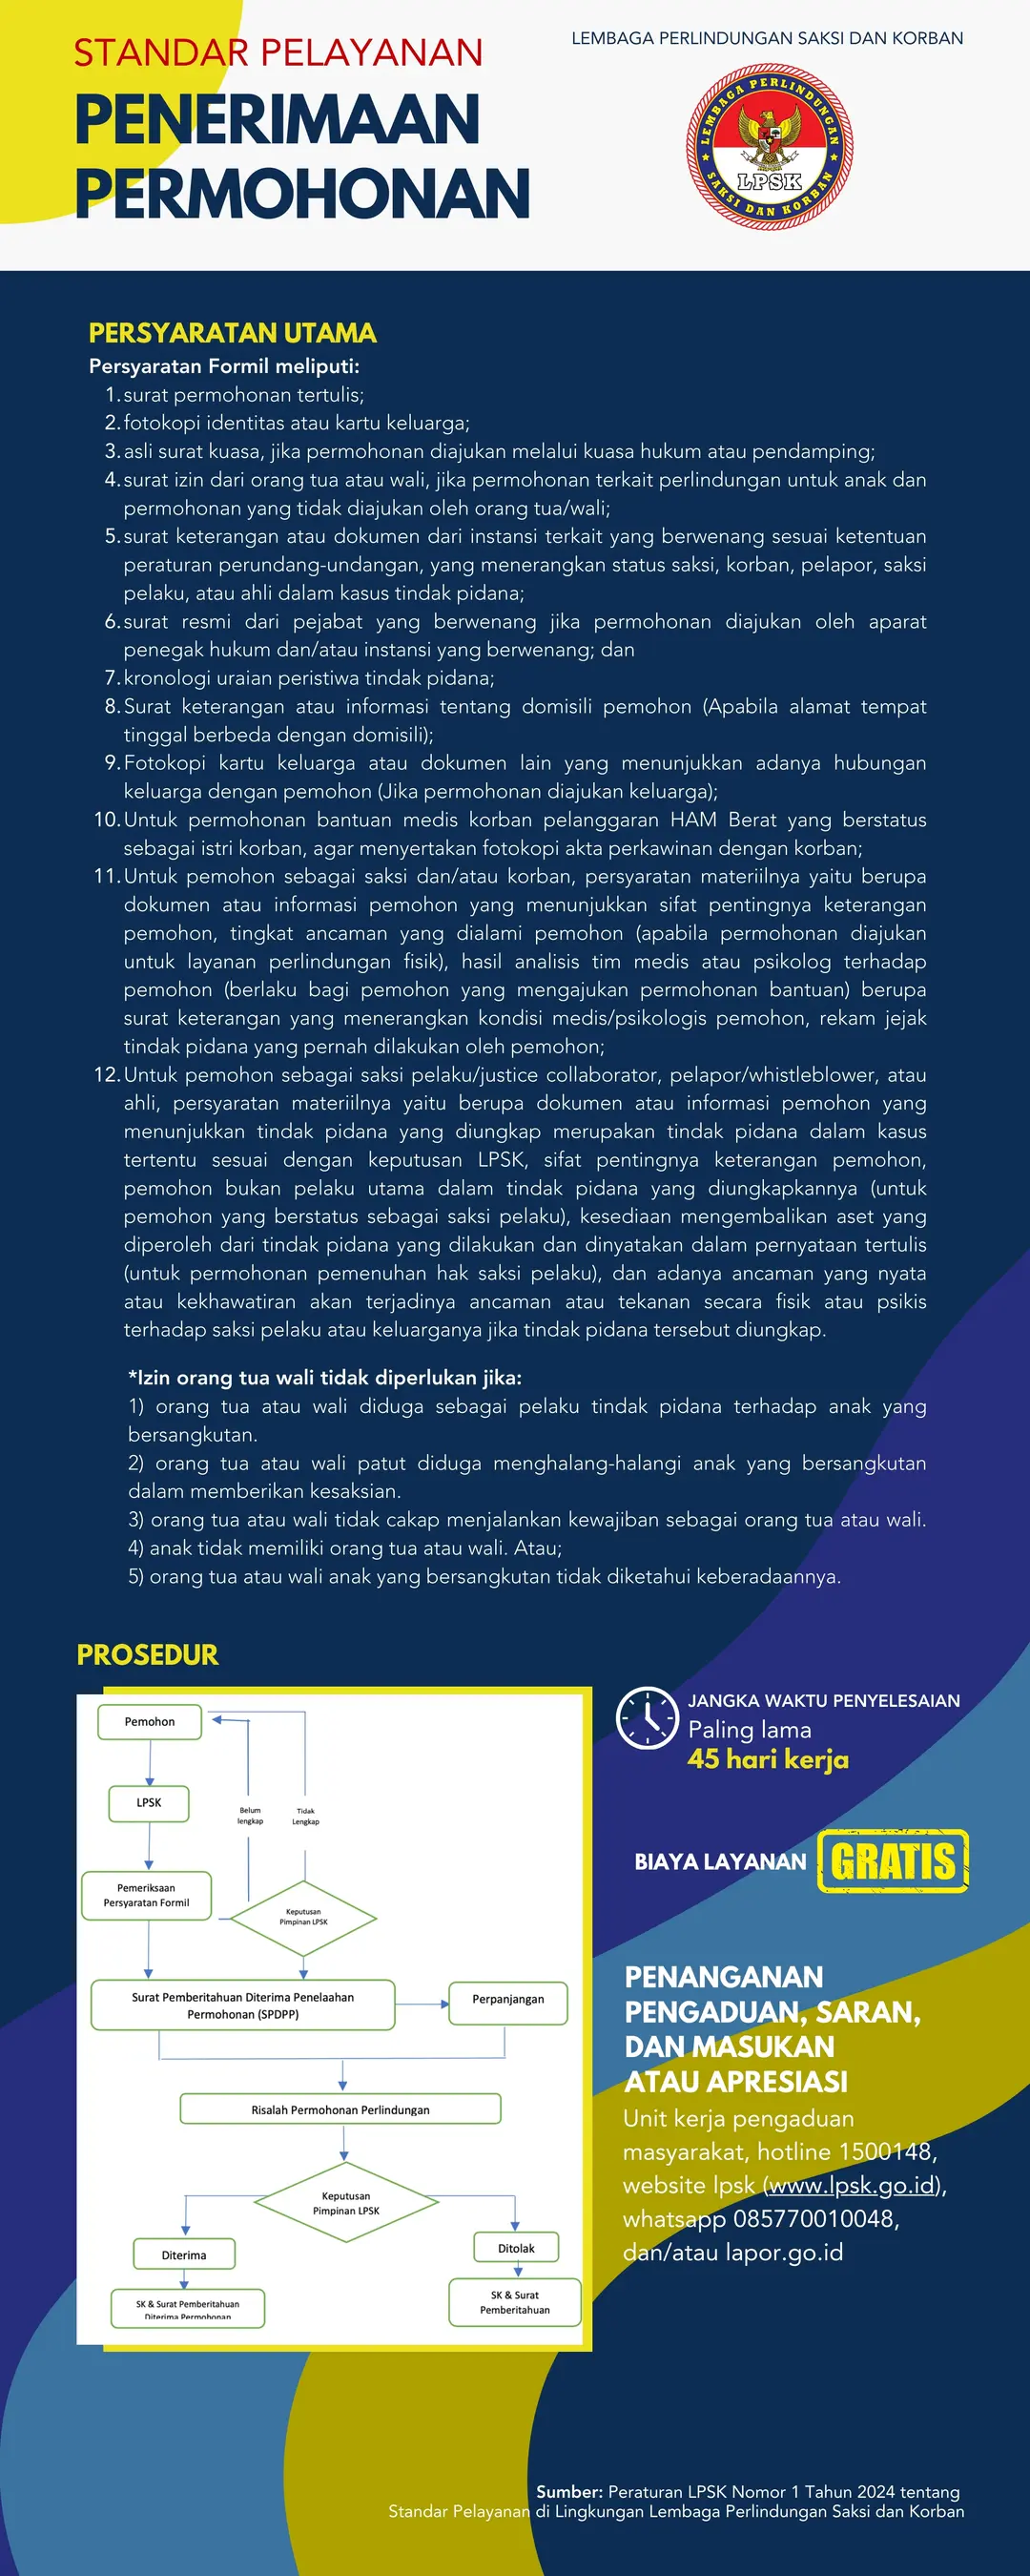 STANDAR PELAYANAN
PENERIMAAN
PERMOHONAN
LEMBAGA PERLINDUNGAN SAKSI DAN KORBAN
LEMBAGA PERLINDUNGAN
LPSK
SAKSI DAN KORBAN
PERSYARATAN UTAMA
Persyaratan Formil meliputi:
1. surat permohonan tertulis;
2. fotokopi identitas atau kartu keluarga;
3. asli surat kuasa, jika permohonan diajukan melalui kuasa hukum atau pendamping;
4. surat izin dari orang tua atau wali, jika permohonan terkait perlindungan untuk anak dan
permohonan yang tidak diajukan oleh orang tua/wali;
5. surat keterangan atau dokumen dari instansi terkait yang berwenang sesuai ketentuan
peraturan perundang-undangan, yang menerangkan status saksi, korban, pelapor, saksi
pelaku, atau ahli dalam kasus tindak pidana;
6. surat resmi dari pejabat yang berwenang jika permohonan diajukan oleh aparat
penegak hukum dan/atau instansi yang berwenang; dan
7. kronologi uraian peristiwa tindak pidana;
8. Surat keterangan atau informasi tentang domisili pemohon (Apabila alamat tempat
tinggal berbeda dengan domisili);
9. Fotokopi kartu keluarga atau dokumen lain yang menunjukkan adanya hubungan
keluarga dengan pemohon (Jika permohonan diajukan keluarga);
10. Untuk permohonan bantuan medis korban pelanggaran HAM Berat yang berstatus
sebagai istri korban, agar menyertakan fotokopi akta perkawinan dengan korban;
11. Untuk pemohon sebagai saksi dan/atau korban, persyaratan materiilnya yaitu berupa
dokumen atau informasi pemohon yang menunjukkan sifat pentingnya keterangan
pemohon, tingkat ancaman yang dialami pemohon (apabila permohonan diajukan
untuk layanan perlindungan fisik), hasil analisis tim medis atau psikolog terhadap
pemohon (berlaku bagi pemohon yang mengajukan permohonan bantuan) berupa
surat keterangan yang menerangkan kondisi medis/psikologis pemohon, rekam jejak
tindak pidana yang pernah dilakukan oleh pemohon;
12. Untuk pemohon sebagai saksi pelaku/justice collaborator, pelapor/whistleblower, atau
ahli, persyaratan materiilnya yaitu berupa dokumen atau informasi pemohon yang
menunjukkan tindak pidana yang diungkap merupakan tindak pidana dalam kasus
tertentu sesuai dengan keputusan LPSK, sifat pentingnya keterangan pemohon,
pemohon bukan pelaku utama dalam tindak pidana yang diungkapkannya (untuk
pemohon yang berstatus sebagai saksi pelaku), kesediaan mengembalikan aset yang
diperoleh dari tindak pidana yang dilakukan dan dinyatakan dalam pernyataan tertulis
(untuk permohonan pemenuhan hak saksi pelaku), dan adanya ancaman yang nyata
atau kekhawatiran akan terjadinya ancaman atau tekanan secara fisik atau psikis
terhadap saksi pelaku atau keluarganya jika tindak pidana tersebut diungkap.
*Izin orang tua wali tidak diperlukan jika:
1) orang tua atau wali diduga sebagai pelaku tindak pidana terhadap anak yang
bersangkutan.
2) orang tua atau wali patut diduga menghalang-halangi anak yang bersangkutan
dalam memberikan kesaksian.
3) orang tua atau wali tidak cakap menjalankan kewajiban sebagai orang tua atau wali.
4) anak tidak memiliki orang tua atau wali. Atau;
5) orang tua atau wali anak yang bersangkutan tidak diketahui keberadaannya.
PROSEDUR
Pemohon
LPSK
Belum
lengkap
Tidak
Lengkap
Pemeriksaan
Persyaratan Formil
Keputusan
Pimpinan LPSK
Surat Pemberitahuan Diterima Penelaahan
Permohonan (SPDPP)
Perpanjangan
Risalah Permohonan Perlindungan
Keputusan
Pimpinan LPSK
Diterima
Ditolak
SK & Surat Pemberitahuan
Diterima Permohonan
SK & Surat
Pemberitahuan
JANGKA WAKTU PENYELESAIAN
Paling lama
45 hari kerja
BIAYA LAYANAN GRATIS
PENANGANAN
PENGADUAN, SARAN,
DAN MASUKAN
ATAU APRESIASI
Unit kerja pengaduan
masyarakat, hotline 1500148,
website lpsk (www.lpsk.go.id),
whatsapp 085770010048,
dan/atau lapor.go.id
Sumber: Peraturan LPSK Nomor 1 Tahun 2024 tentang
Standar Pelayanan di Lingkungan Lembaga Perlindungan Saksi dan Korban